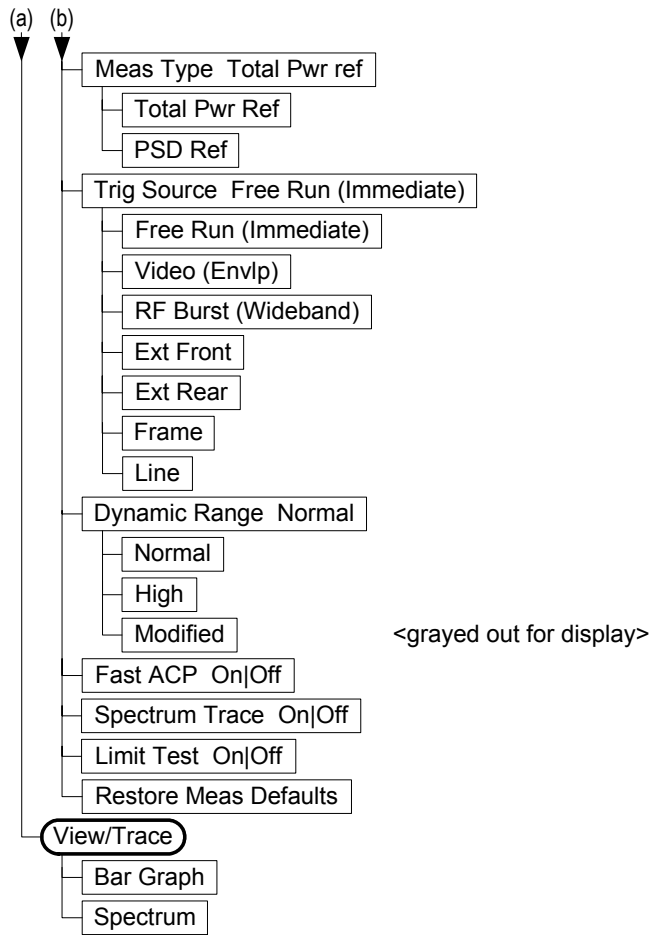 (a) (b)
Meas Type Total Pwr ref
Total Pwr Ref
PSD Ref
Trig Source Free Run (Immediate)
Free Run (Immediate)
Video (Envlp)
RF Burst (Wideband)
Ext Front
Ext Rear
Frame
Line
Dynamic Range Normal
Normal
High
Modified <grayed out for display>
Fast ACP On|Off
Spectrum Trace On|Off
Limit Test On|Off
Restore Meas Defaults
View/Trace
Bar Graph
Spectrum